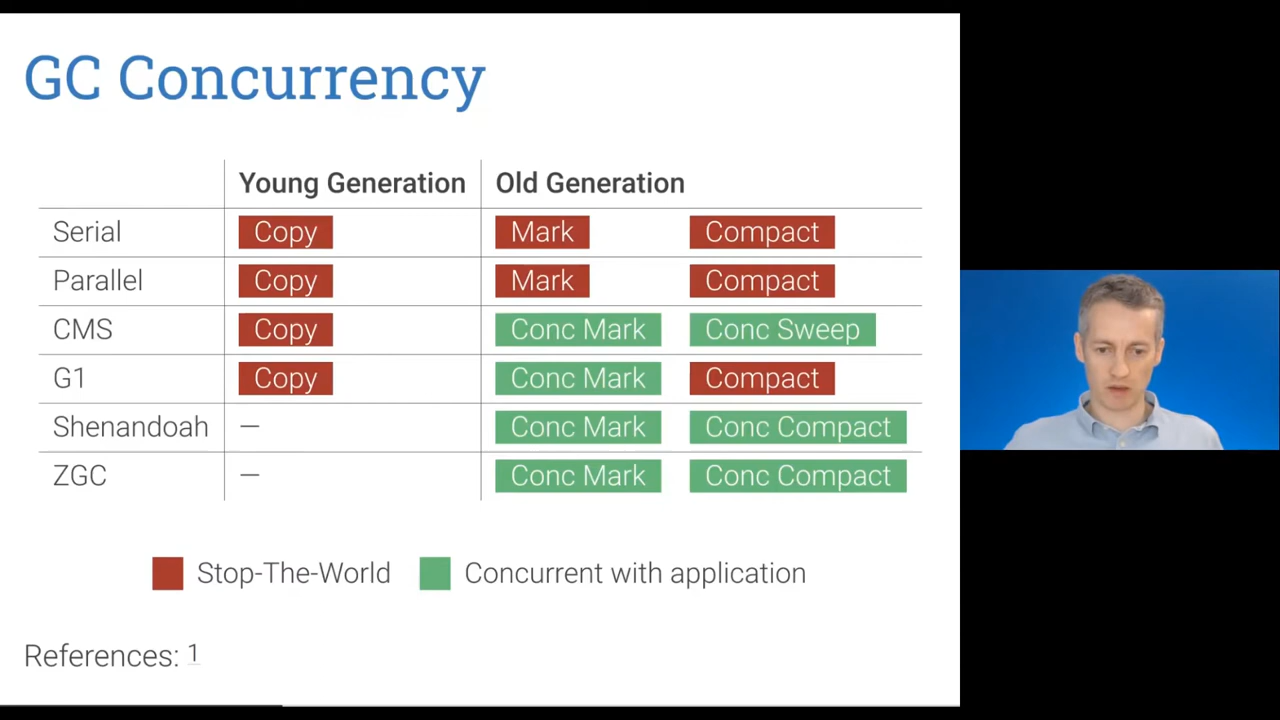 GC Concurrency
Young Generation Old Generation
Serial Copy Mark Compact
Parallel Copy Mark Compact
CMS Copy Conc Mark Conc Sweep
G1 Copy Conc Mark Compact
Shenandoah — Conc Mark Conc Compact
ZGC — Conc Mark Conc Compact
Stop-The-World Concurrent with application
References: 1